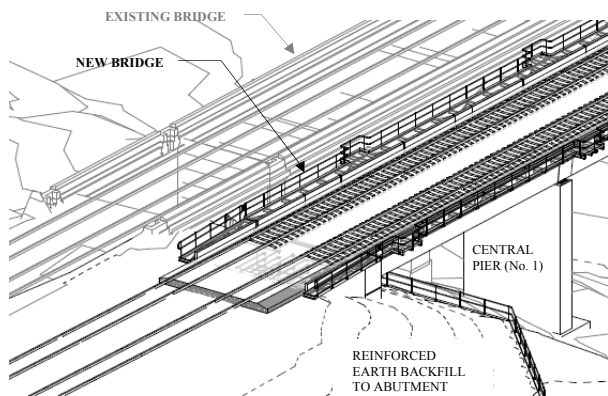 EXISTING BRIDGE
NEW BRIDGE
CENTRAL
PIER (No. 1)
REINFORCED
EARTH BACKFILL
TO ABUTMENT